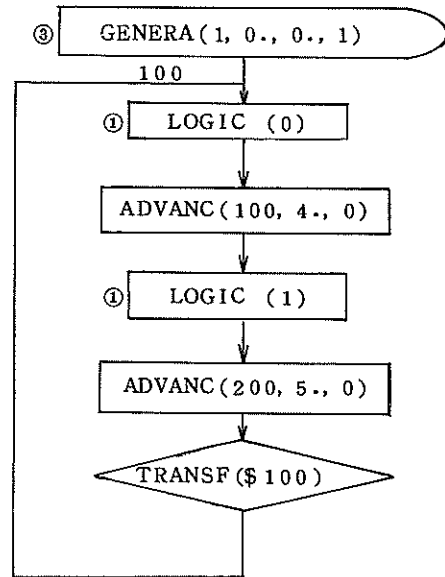 ③ GENERA(1, 0., 0., 1)
100
① LOGIC (0)
ADVANC(100, 4., 0)
① LOGIC (1)
ADVANC(200, 5., 0)
TRANSF($100)